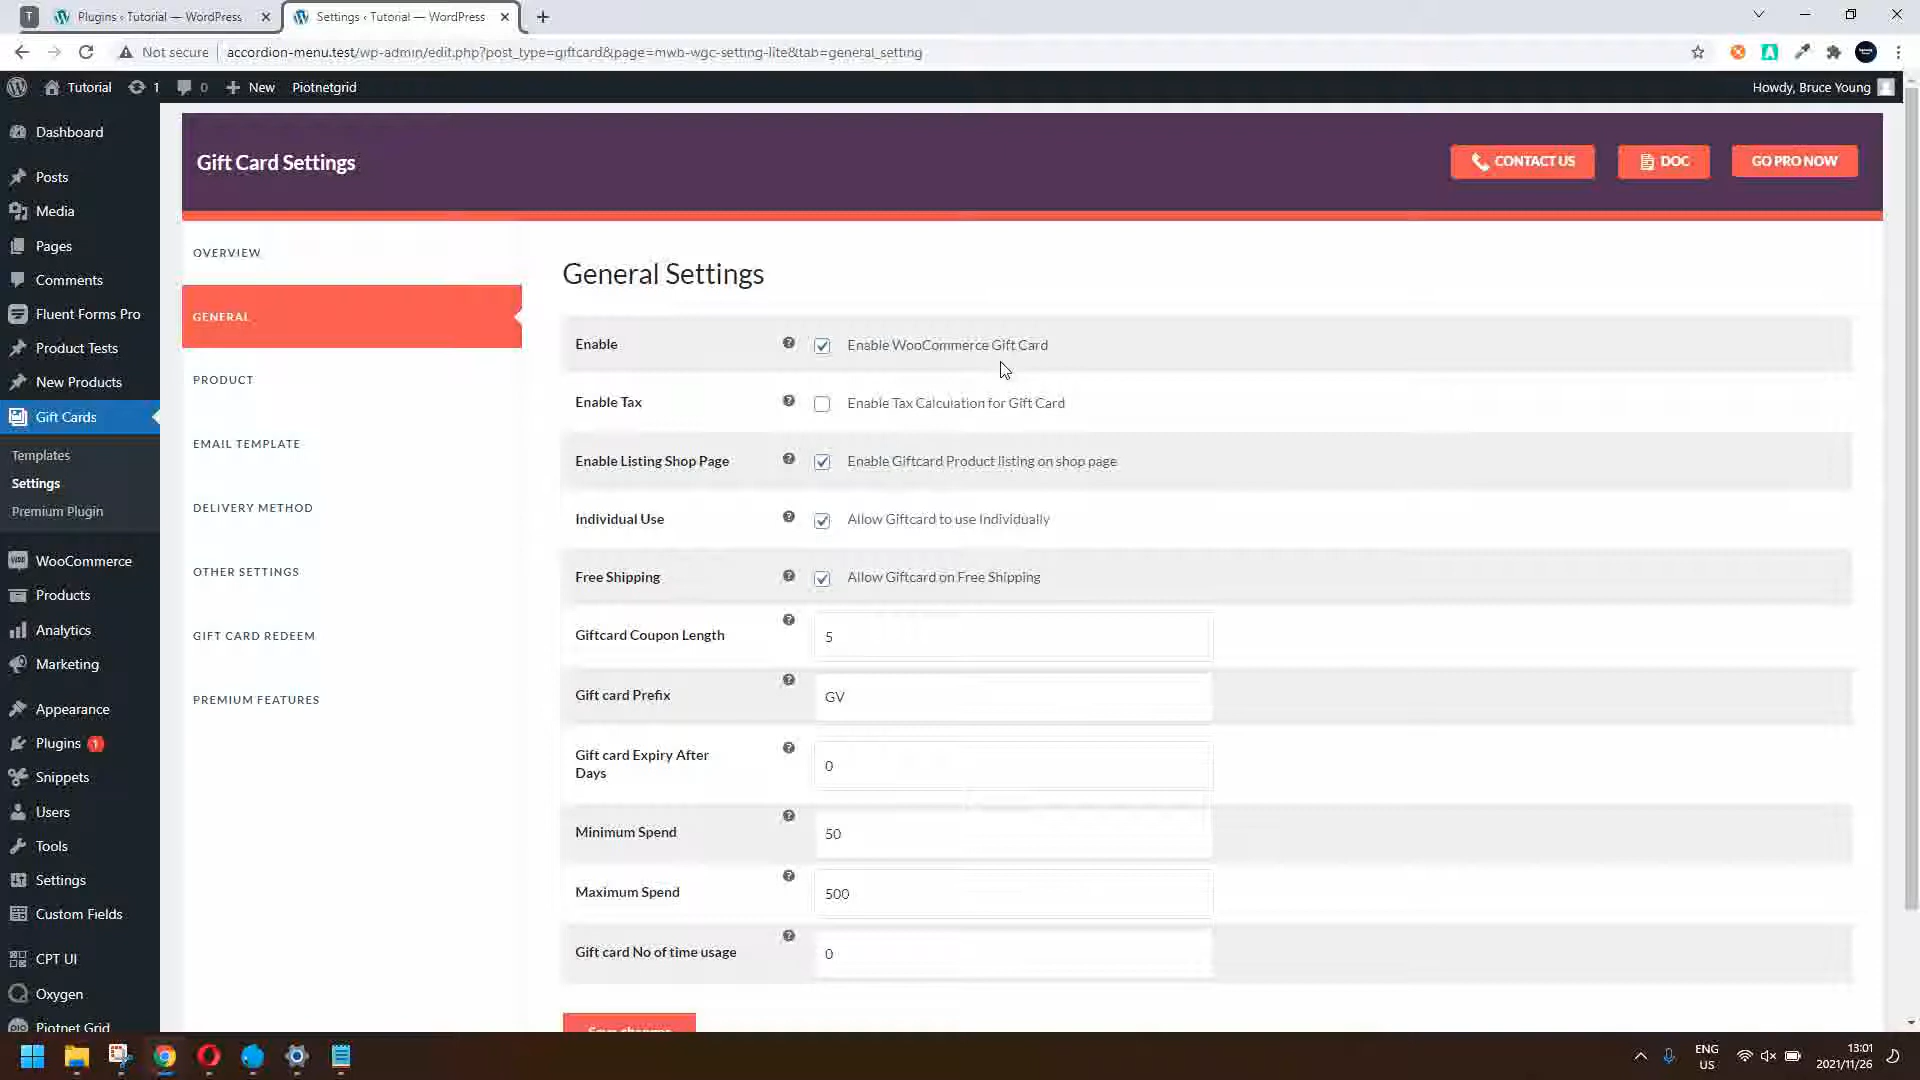 T
Plugins ‹ Tutorial — WordPress
Settings ‹ Tutorial — WordPress
Not secure
accordion-menu.test/wp-admin/edit.php?post_type=giftcard&page=mwb-wgc-setting-lite&tab=general_setting
Tutorial
1
0
New
Piotnetgrid
Howdy, Bruce Young
Dashboard
Posts
Media
Pages
Comments
Fluent Forms Pro
Product Tests
New Products
Gift Cards
Templates
Settings
Premium Plugin
WooCommerce
Products
Analytics
Marketing
Appearance
Plugins 1
Snippets
Users
Tools
Settings
Custom Fields
CPT UI
Oxygen
Piotnet Grid
Gift Card Settings
CONTACT US
DOC
GO PRO NOW
OVERVIEW
GENERAL
PRODUCT
EMAIL TEMPLATE
DELIVERY METHOD
OTHER SETTINGS
GIFT CARD REDEEM
PREMIUM FEATURES
General Settings
Enable
Enable WooCommerce Gift Card
Enable Tax
Enable Tax Calculation for Gift Card
Enable Listing Shop Page
Enable Giftcard Product listing on shop page
Individual Use
Allow Giftcard to use Individually
Free Shipping
Allow Giftcard on Free Shipping
Giftcard Coupon Length
5
Gift card Prefix
GV
Gift card Expiry After
Days
0
Minimum Spend
50
Maximum Spend
500
Gift card No of time usage
0
Save changes
ENG
US
13:01
2021/11/26